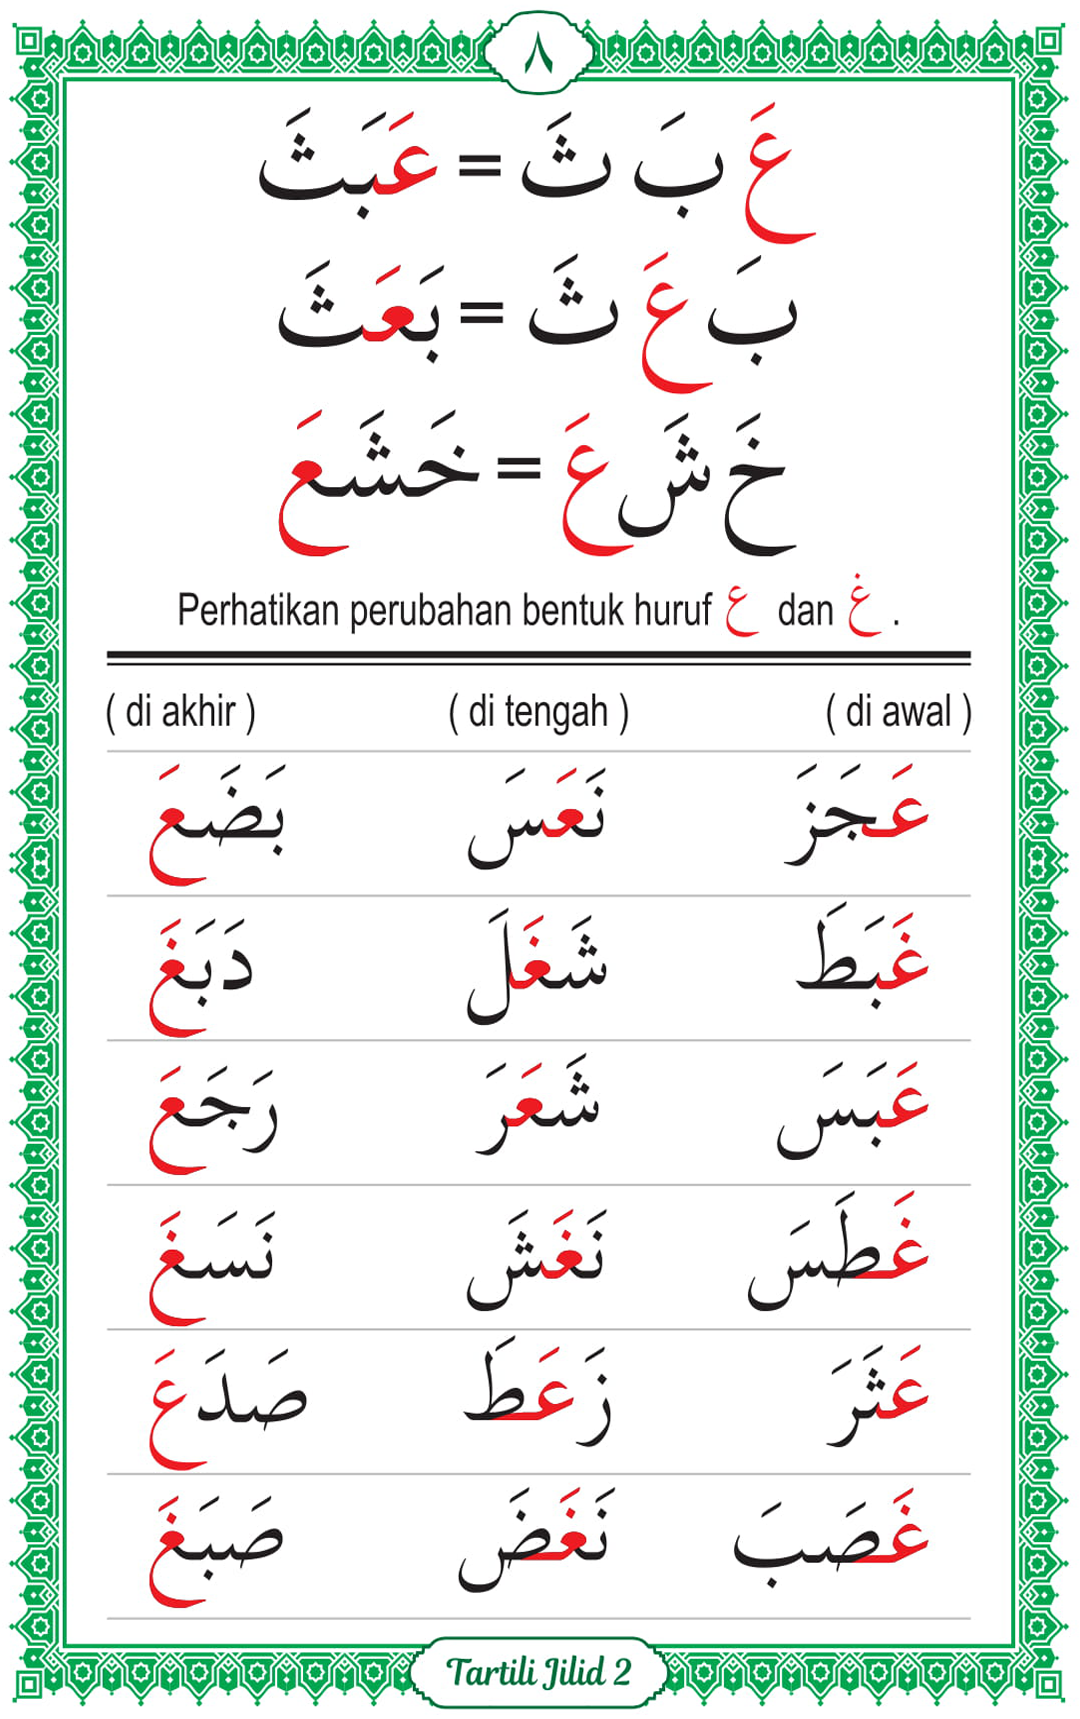 ٨
عَ بَ ثَ = عَبَثَ
بَ عَ ثَ = بَعَثَ
خَ شَ عَ = خَشَعَ
Perhatikan perubahan bentuk huruf ع dan غ .
( di awal ) ( di tengah ) ( di akhir )
عَجَزَ نَعَسَ بَضَعَ
غَبَطَ شَغَلَ دَبَغَ
عَبَسَ شَعَرَ رَجَعَ
غَطَسَ نَغَشَ نَسَغَ
عَثَرَ زَعَطَ صَدَعَ
غَصَبَ نَغَضَ صَبَغَ
Tartili Jilid 2